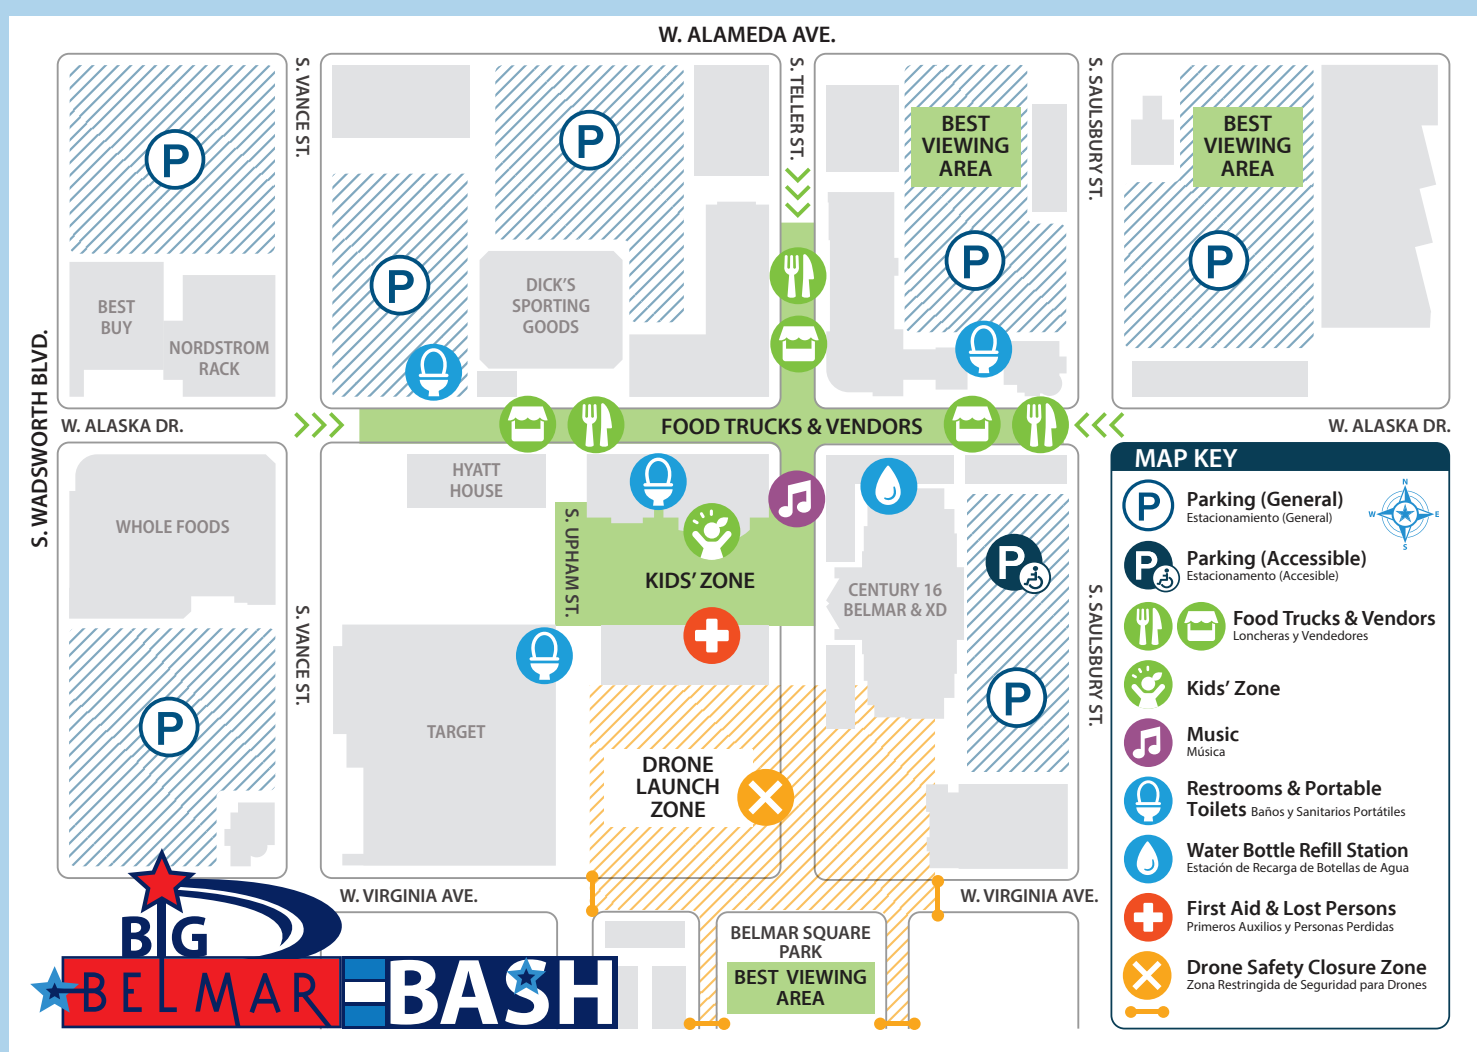 W. ALAMEDA AVE.
S. VANCE ST.
S. TELLER ST.
S. SAULSBURY ST.
P
P
BEST
VIEWING
AREA
BEST
VIEWING
AREA
P
P
P
BEST
BUY
NORDSTROM
RACK
DICK'S
SPORTING
GOODS
S. WADSWORTH BLVD.
W. ALASKA DR.
FOOD TRUCKS & VENDORS
W. ALASKA DR.
HYATT
HOUSE
WHOLE FOODS
S. UPHAM ST.
KIDS' ZONE
CENTURY 16
BELMAR & XD
P
S. VANCE ST.
S. SAULSBURY ST.
P
P
TARGET
DRONE
LAUNCH
ZONE
W. VIRGINIA AVE.
W. VIRGINIA AVE.
BELMAR SQUARE
PARK
BEST VIEWING
AREA
BIG
BELMAR
BASH
MAP KEY
P
Parking (General)
Estacionamiento (General)
N
W
E
S
P
Parking (Accessible)
Estacionamento (Accesible)
Food Trucks & Vendors
Loncheras y Vendedores
Kids' Zone
Music
Música
Restrooms & Portable
Toilets Baños y Sanitarios Portátiles
Water Bottle Refill Station
Estación de Recarga de Botellas de Agua
First Aid & Lost Persons
Primeros Auxilios y Personas Perdidas
Drone Safety Closure Zone
Zona Restringida de Seguridad para Drones